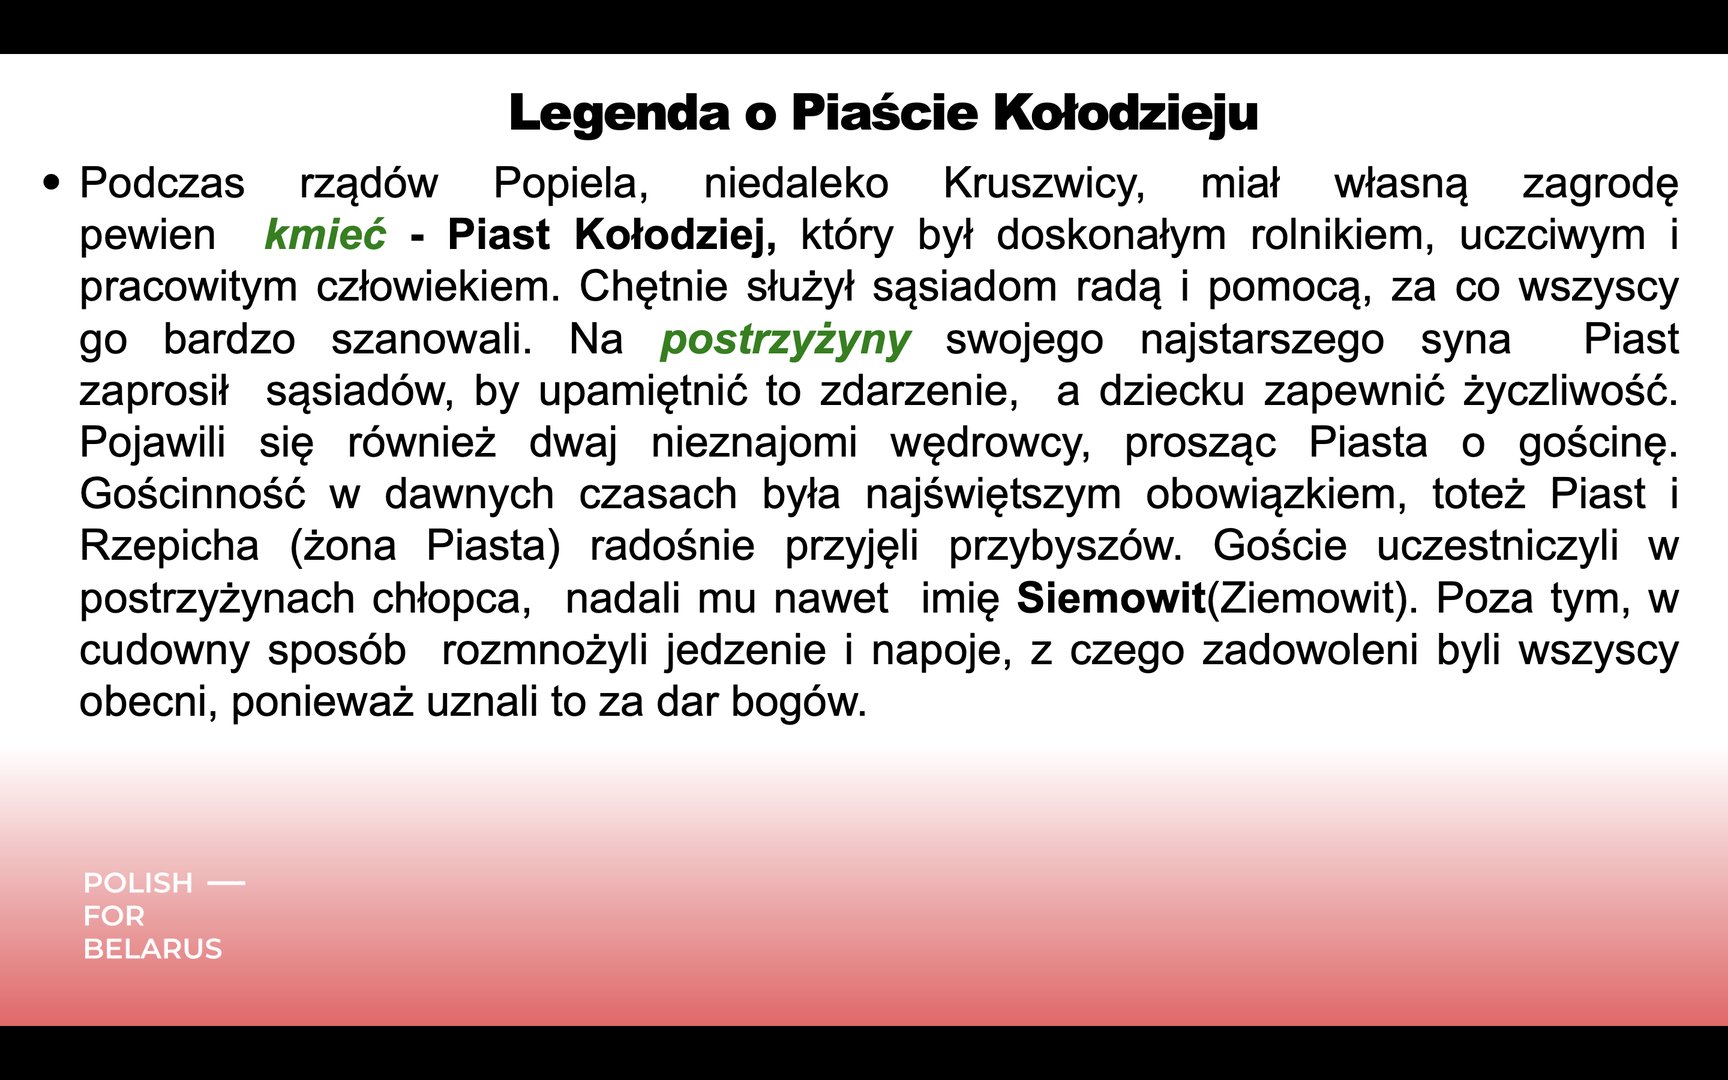 Legenda o Piaście Kołodzieju
• Podczas rządów Popiela, niedaleko Kruszwicy, miał własną zagrodę
pewien kmieć - Piast Kołodziej, który był doskonałym rolnikiem, uczciwym i
pracowitym człowiekiem. Chętnie służył sąsiadom radą i pomocą, za co wszyscy
go bardzo szanowali. Na postrzyżyny swojego najstarszego syna Piast
zaprosił sąsiadów, by upamiętnić to zdarzenie, a dziecku zapewnić życzliwość.
Pojawili się również dwaj nieznajomi wędrowcy, prosząc Piasta o gościnę.
Gościnność w dawnych czasach była najświętszym obowiązkiem, toteż Piast i
Rzepicha (żona Piasta) radośnie przyjęli przybyszów. Goście uczestniczyli w
postrzyżynach chłopca, nadali mu nawet imię Siemowit(Ziemowit). Poza tym, w
cudowny sposób rozmnożyli jedzenie i napoje, z czego zadowoleni byli wszyscy
obecni, ponieważ uznali to za dar bogów.
POLISH —
FOR
BELARUS